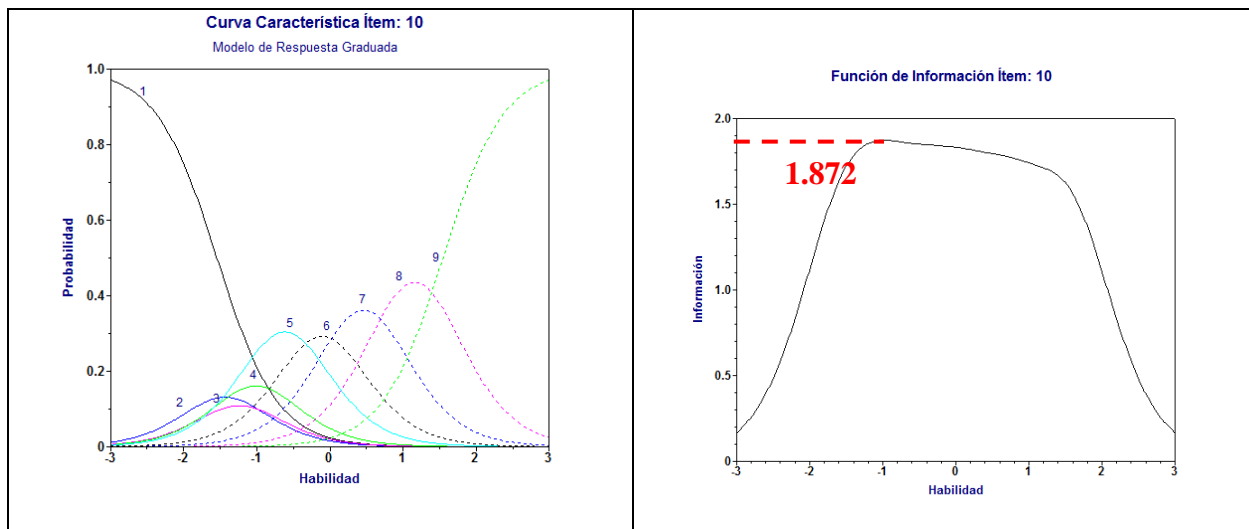 Curva Característica Ítem: 10
Modelo de Respuesta Graduada
1.0
0.8
0.6
0.4
0.2
0
Probabilidad
1
2
3
4
5
6
7
8
9
-3 -2 -1 0 1 2 3
Habilidad
Función de Información Ítem: 10
2.0
1.5
1.0
0.5
0
Información
1.872
-3 -2 -1 0 1 2 3
Habilidad